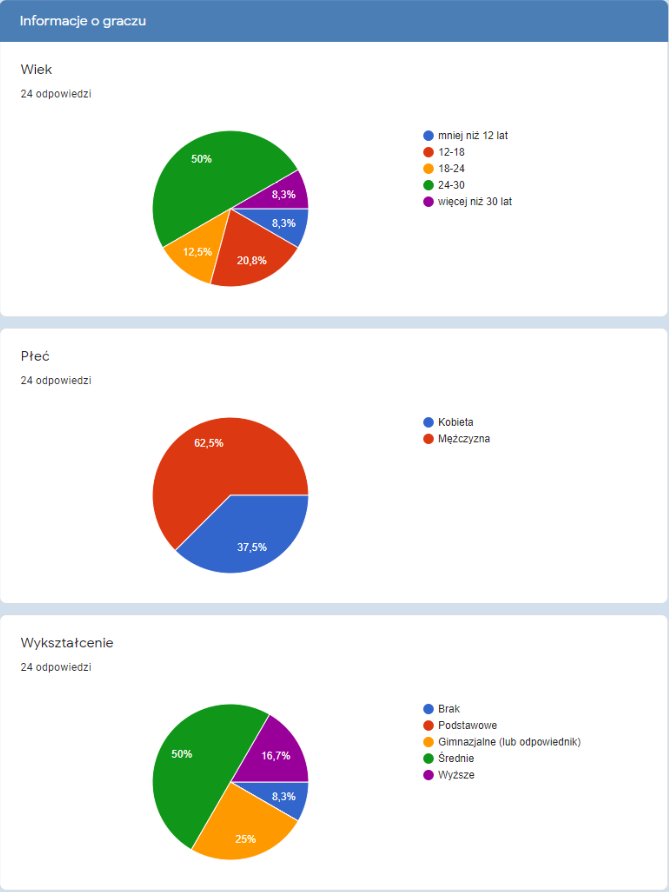 Informacje o graczu
Wiek
24 odpowiedzi
50%
8,3%
8,3%
12,5%
20,8%
mniej niż 12 lat
12-18
18-24
24-30
więcej niż 30 lat
Płeć
24 odpowiedzi
62,5%
37,5%
Kobieta
Mężczyzna
Wykształcenie
24 odpowiedzi
50%
16,7%
8,3%
25%
Brak
Podstawowe
Gimnazjalne (lub odpowiednik)
Średnie
Wyższe